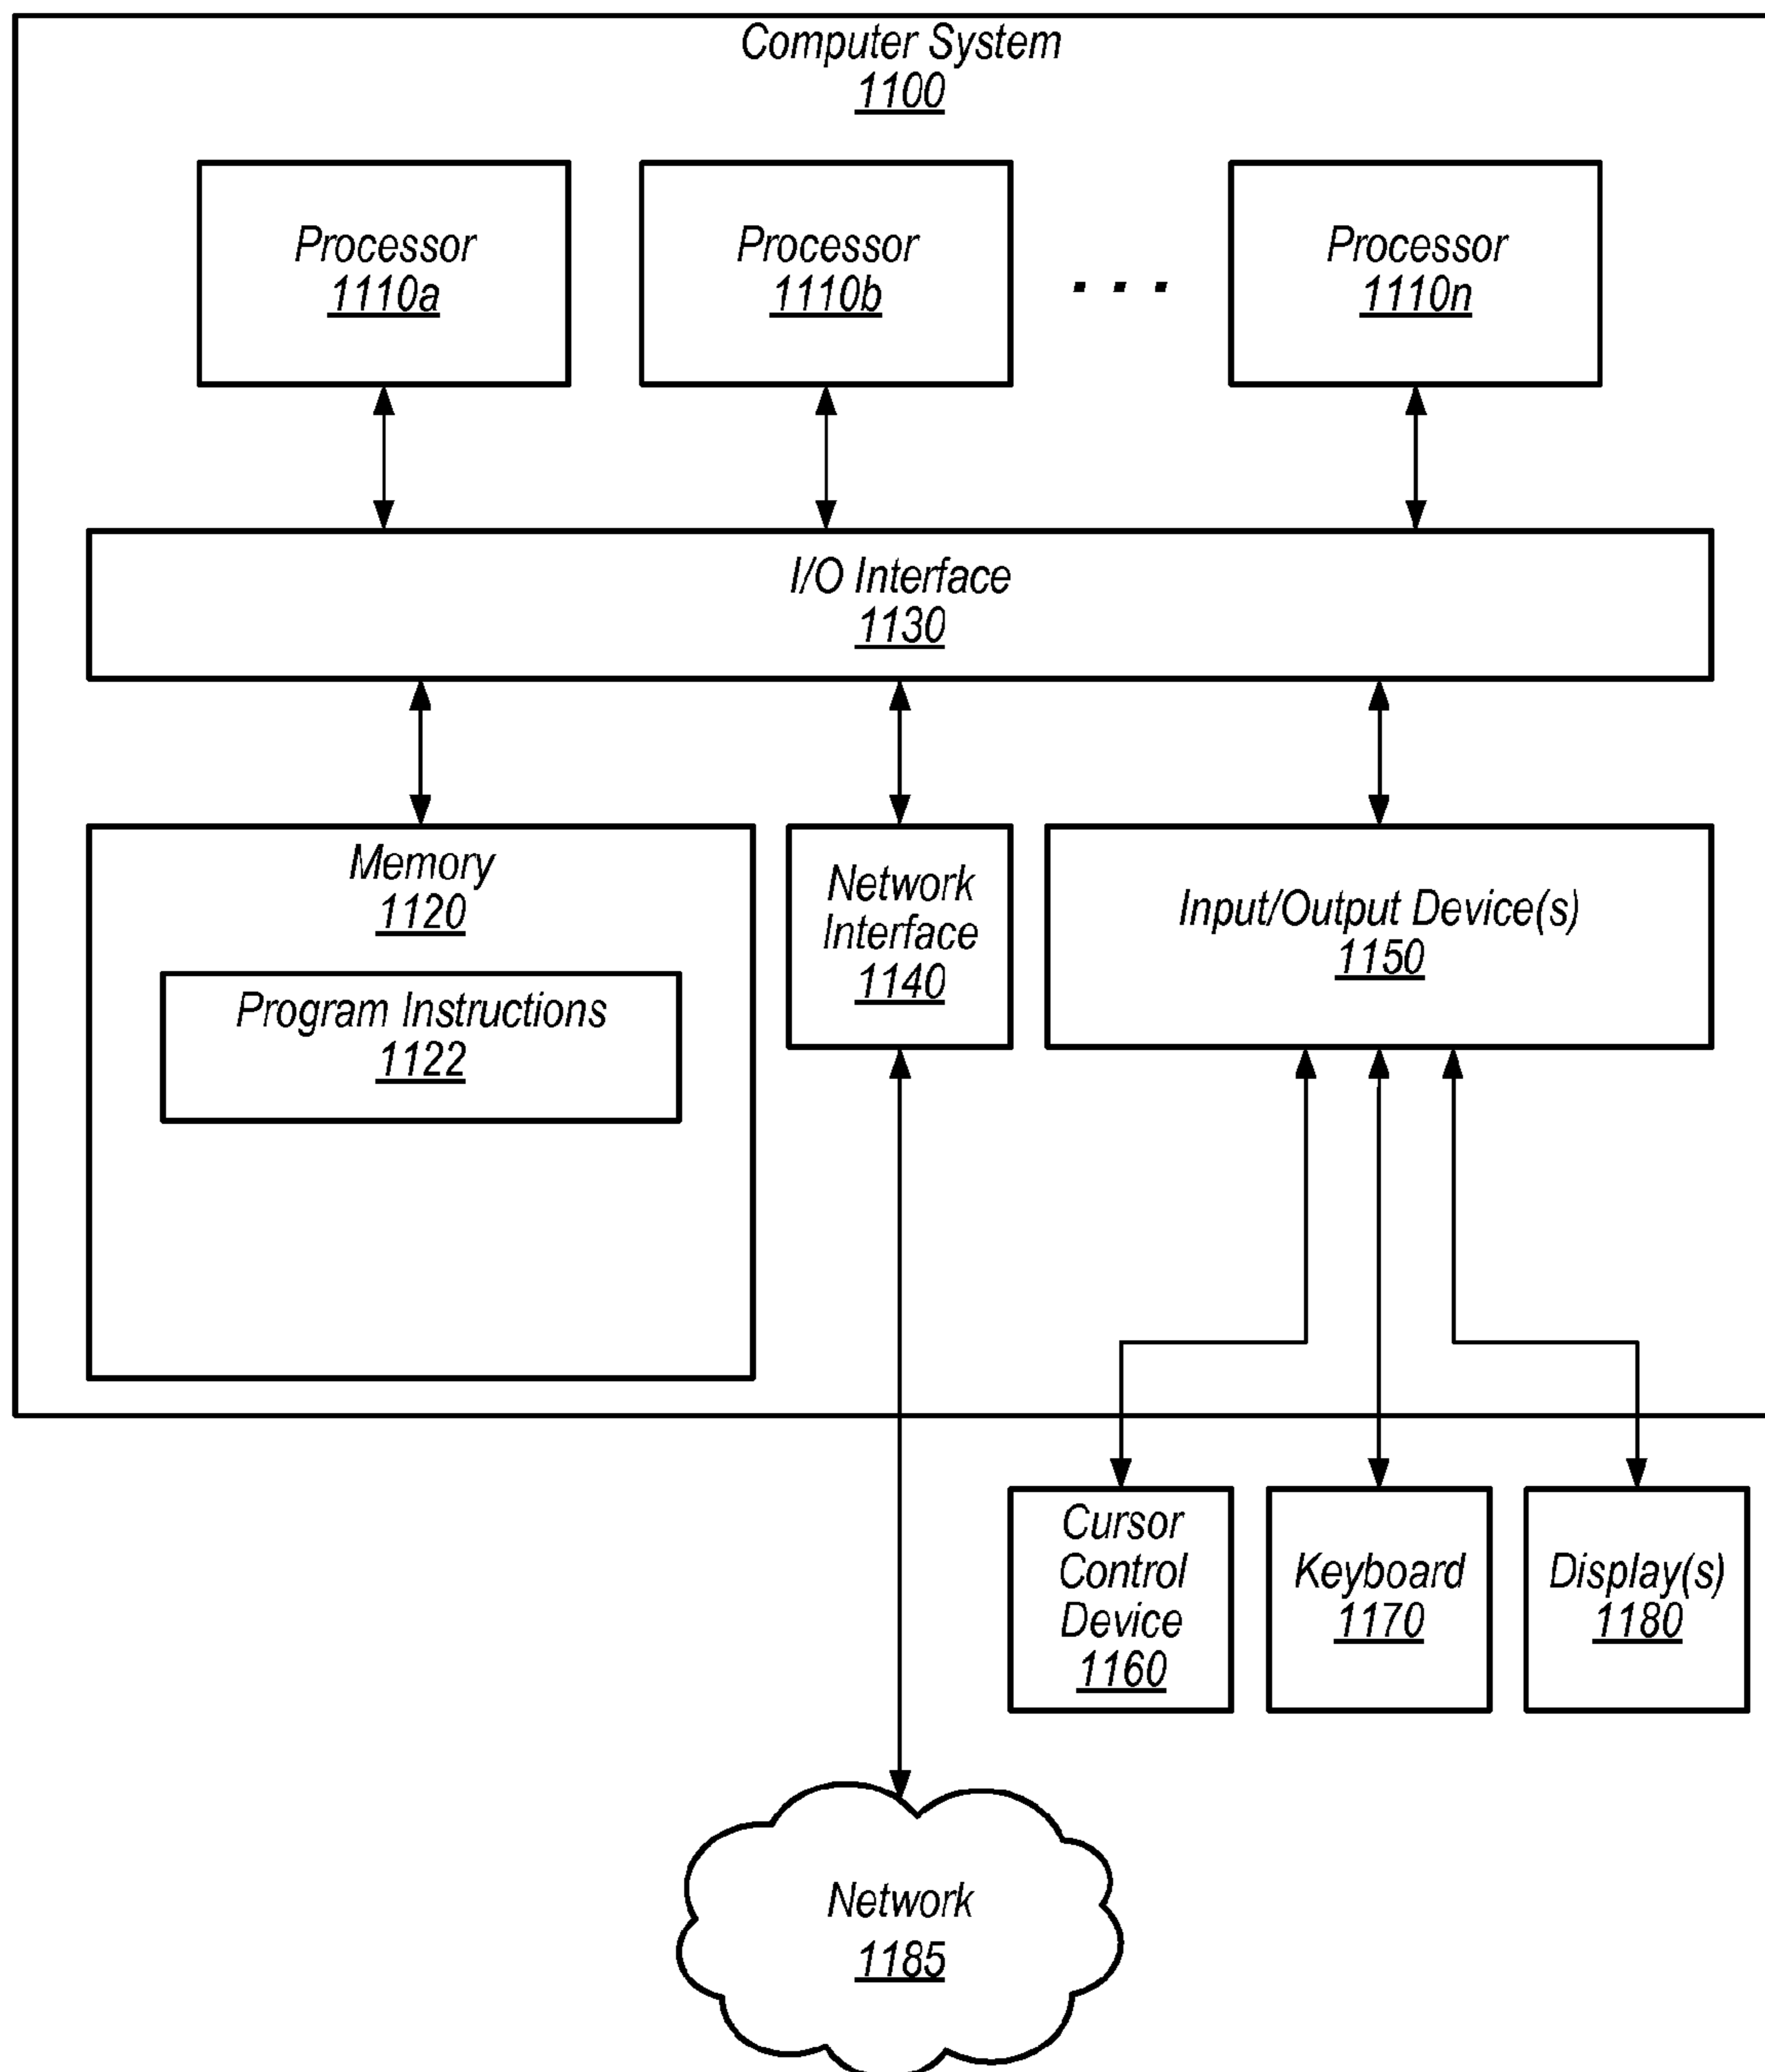 Computer System
1100
Processor
1110a
Processor
1110b
. . .
Processor
1110n
I/O Interface
1130
Memory
1120
Program Instructions
1122
Network
Interface
1140
Input/Output Device(s)
1150
Cursor
Control
Device
1160
Keyboard
1170
Display(s)
1180
Network
1185